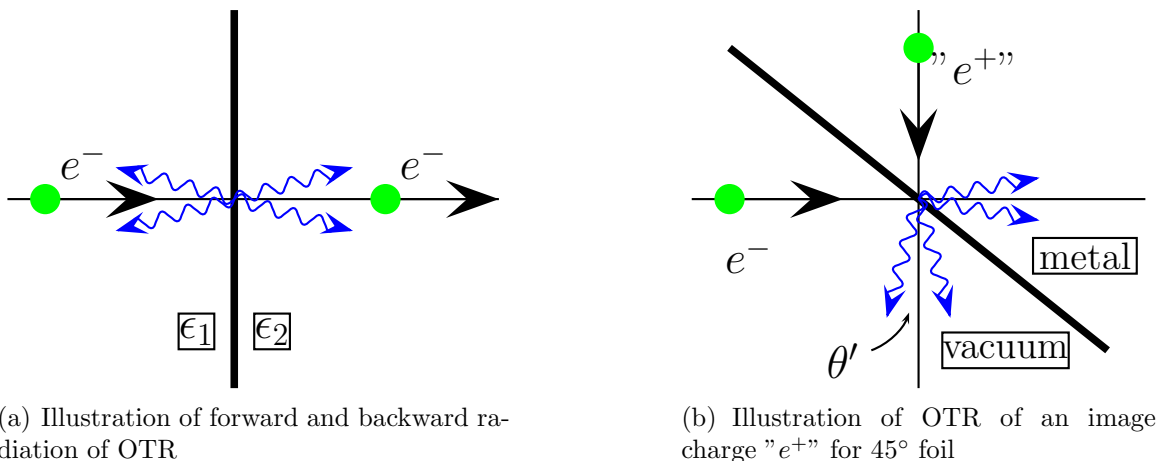 e⁻ e⁻
ϵ₁ ϵ₂
(a) Illustration of forward and backward ra-
diation of OTR
"e⁺"
e⁻
metal
vacuum
θ′
(b) Illustration of OTR of an image
charge "e⁺" for 45° foil